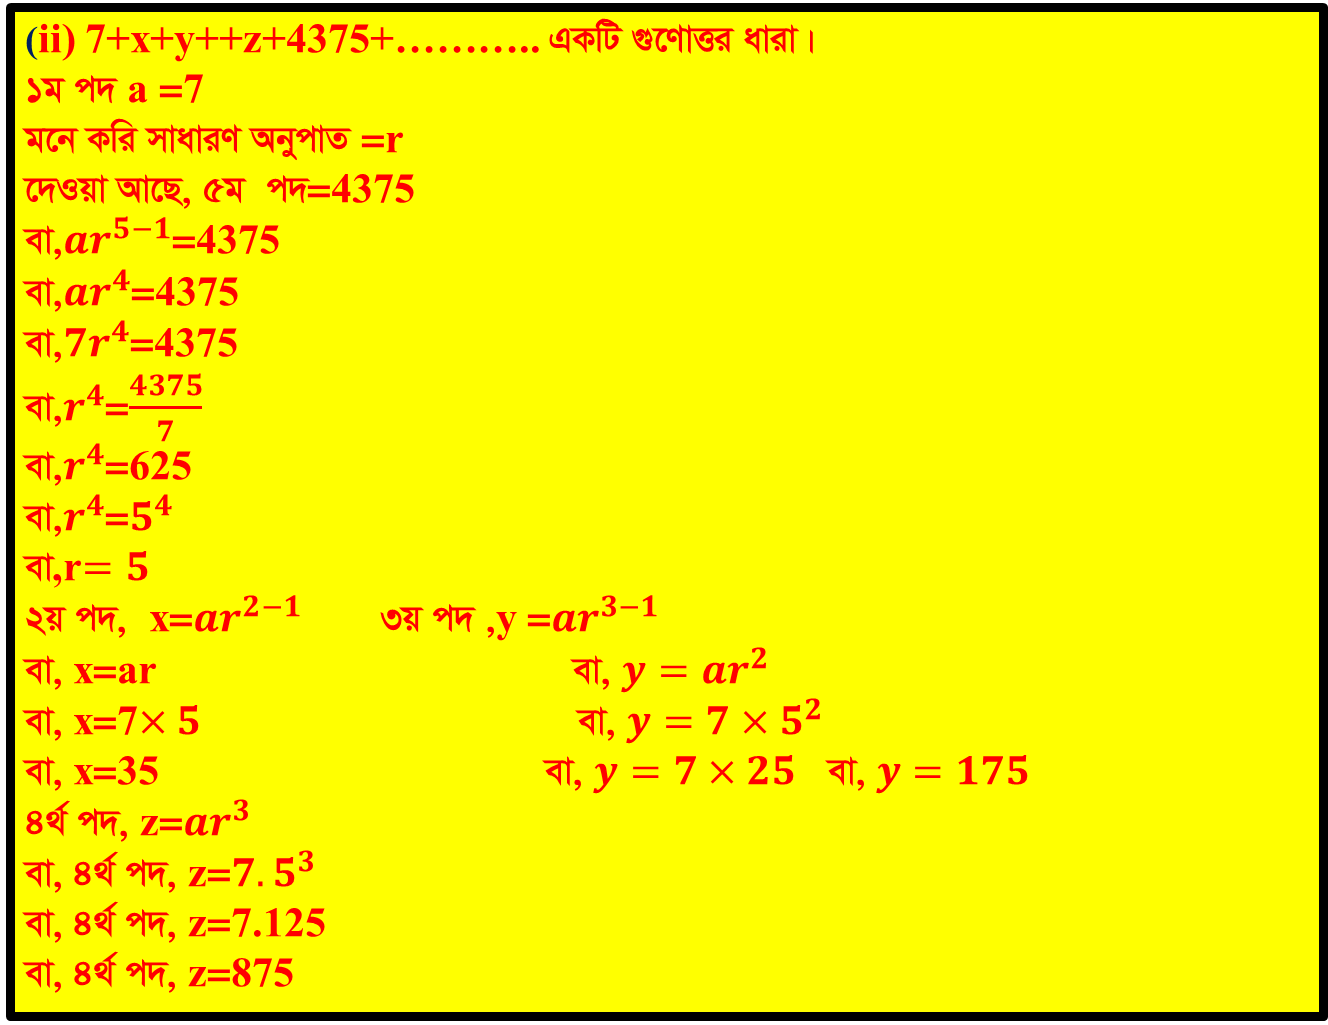 (ii) 7+x+y++z+4375+……….. একটি গুণোত্তর ধারা।
১ম পদ a =7
মনে করি সাধারণ অনুপাত =r
দেওয়া আছে, ৫ম পদ=4375
বা,ar^{5−1}=4375
বা,ar^4=4375
বা,7r^4=4375
বা,r^4=\frac{4375}{7}
বা,r^4=625
বা,r^4=5^4
বা,r= 5
২য় পদ, x=ar^{2−1} ৩য় পদ ,y =ar^{3−1}
বা, x=ar বা, y = ar^2
বা, x=7× 5 বা, y = 7 × 5^2
বা, x=35 বা, y = 7 × 25 বা, y = 175
৪র্থ পদ, z=ar^3
বা, ৪র্থ পদ, z=7. 5^3
বা, ৪র্থ পদ, z=7.125
বা, ৪র্থ পদ, z=875